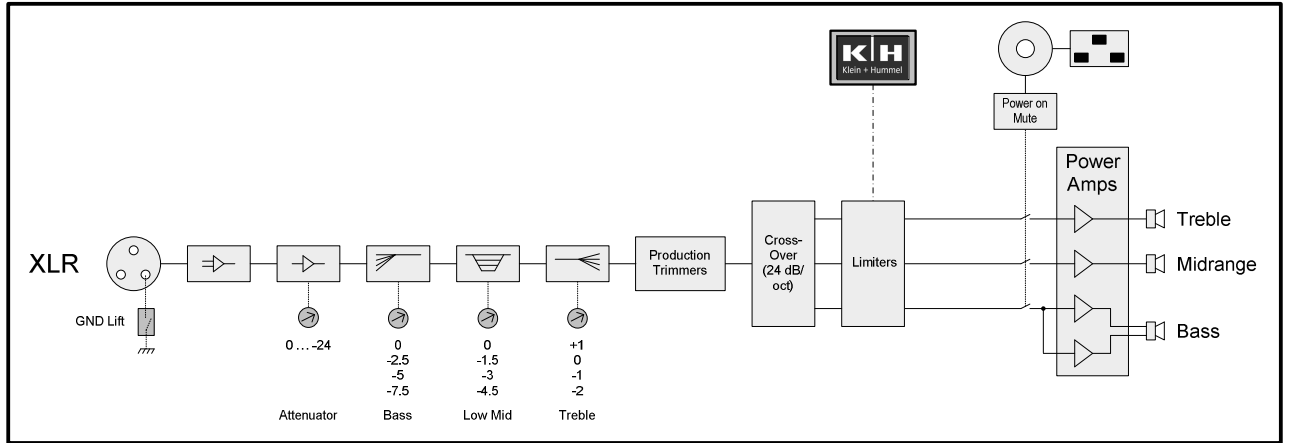 K H
Klein + Hummel
Power on
Mute
Power
Amps
XLR
GND Lift
0 … -24
Attenuator
0
-2.5
-5
-7.5
Bass
0
-1.5
-3
-4.5
Low Mid
+1
0
-1
-2
Treble
Production
Trimmers
Cross-
Over
(24 dB/
oct)
Limiters
Treble
Midrange
Bass